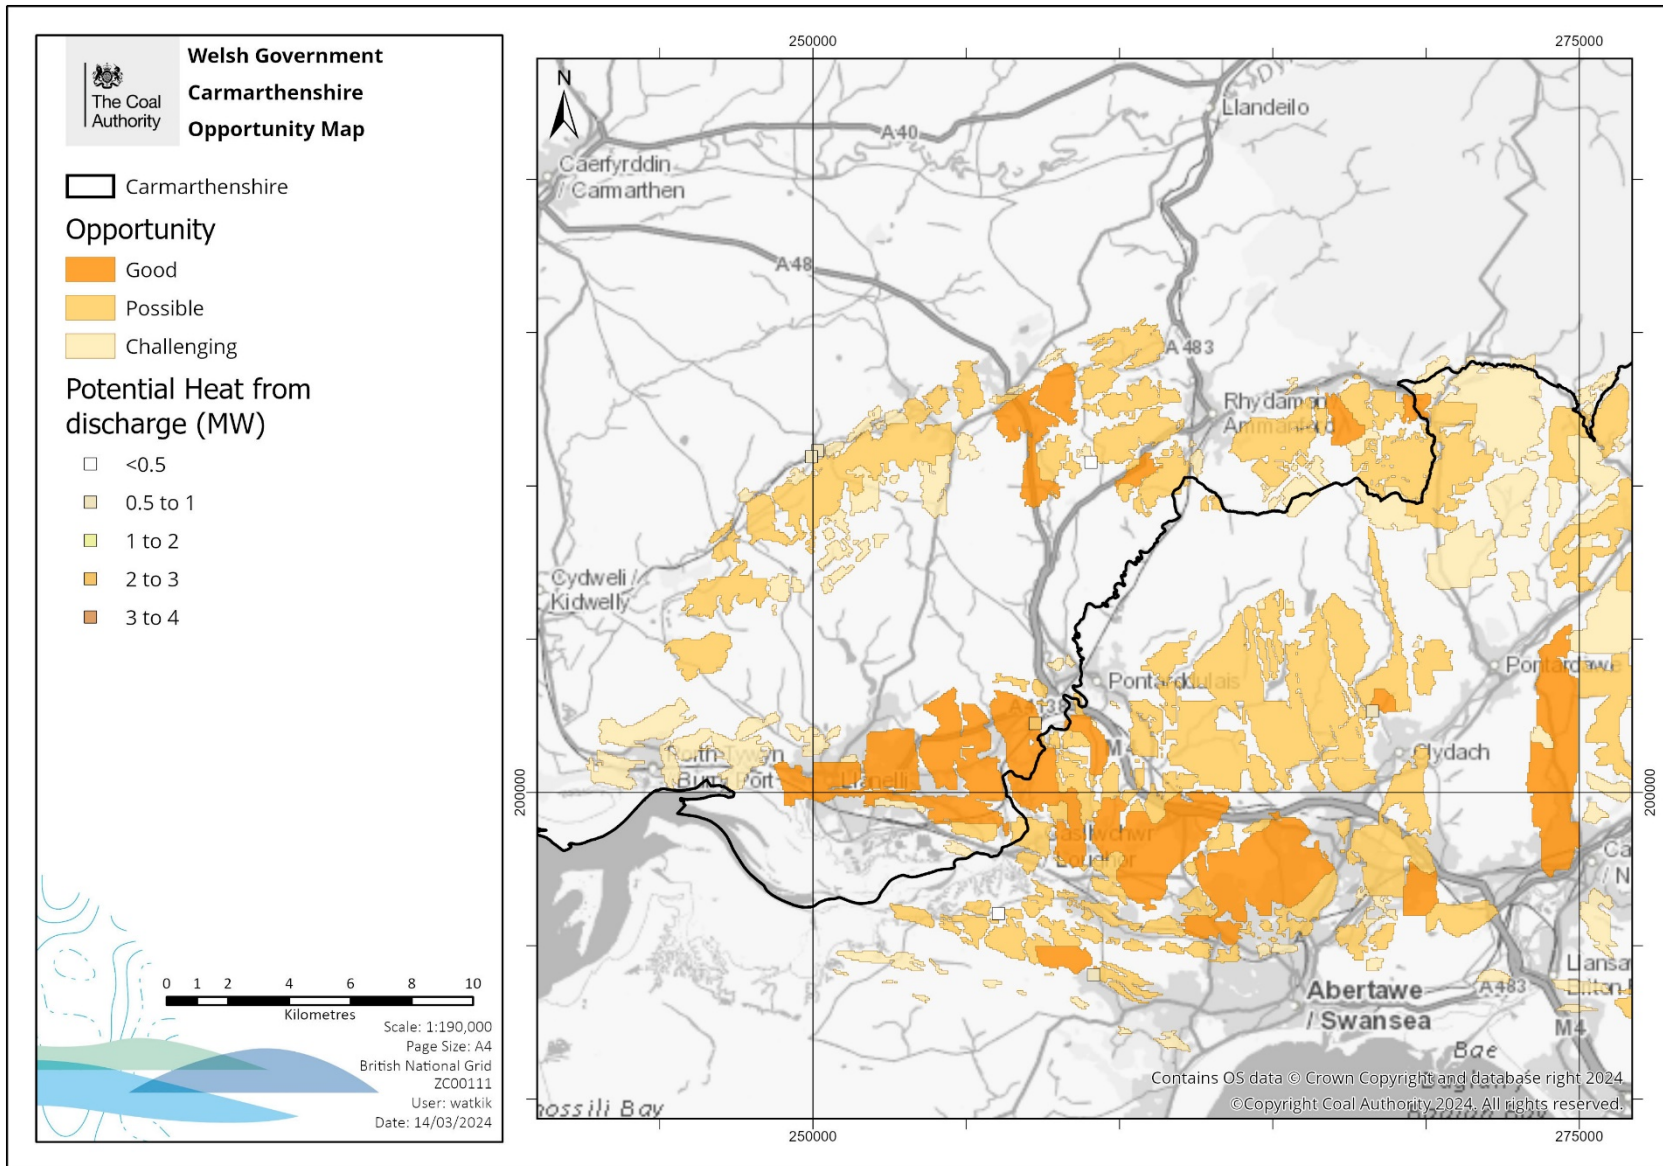 The Coal
Authority
Welsh Government
Carmarthenshire
Opportunity Map
Carmarthenshire
Opportunity
Good
Possible
Challenging
Potential Heat from
discharge (MW)
<0.5
0.5 to 1
1 to 2
2 to 3
3 to 4
0 1 2 4 6 8 10
Kilometres
Scale: 1:190,000
Page Size: A4
British National Grid
ZC00111
User: watkik
Date: 14/03/2024
250000
275000
N
Llandeilo
A40
Caerfyrddin
/ Carmarthen
A48
A483
Cydweli /
Kidwelly
Pontarddulais
Pontardawe
M4
Clydach
Llanelli
200000
200000
Casllwchwr
/ Loughor
Abertawe
/ Swansea
A483
M4
Bae
Contains OS data © Crown Copyright and database right 2024
©Copyright Coal Authority 2024. All rights reserved.
250000
275000